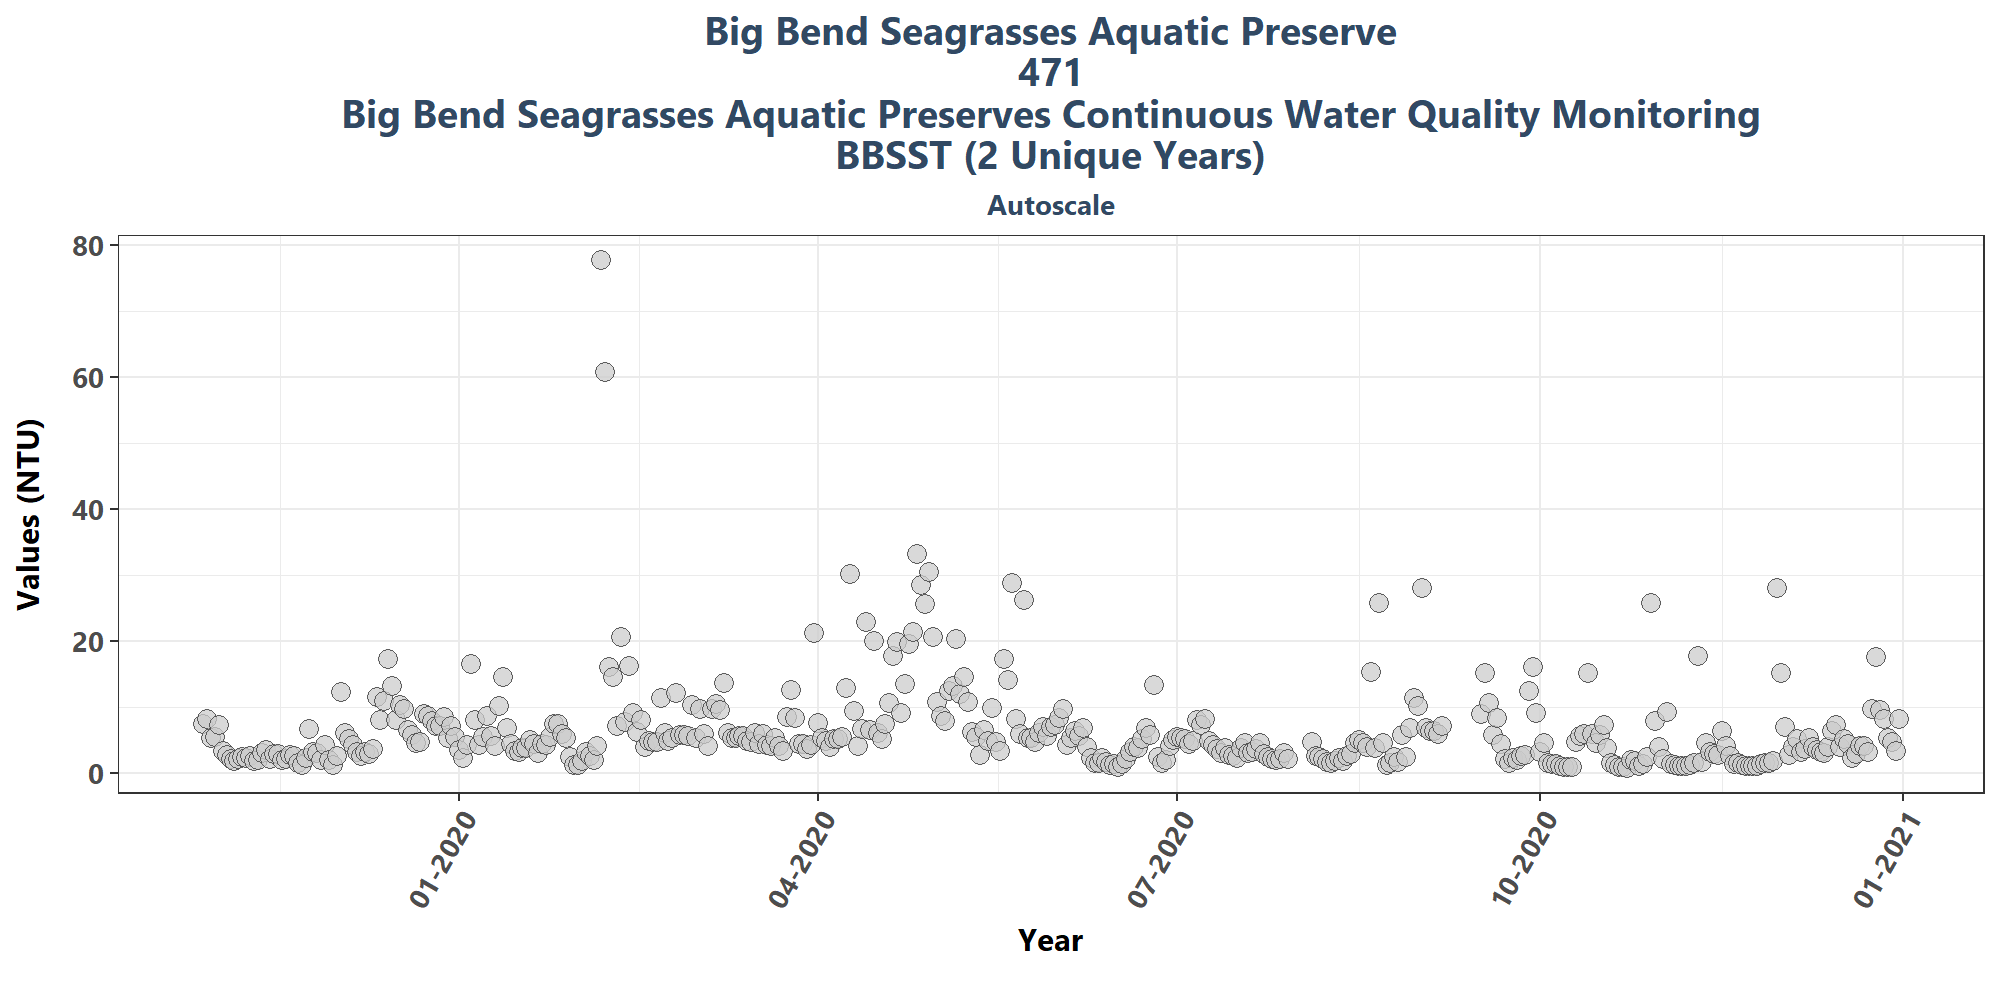 Big Bend Seagrasses Aquatic Preserve
471
Big Bend Seagrasses Aquatic Preserves Continuous Water Quality Monitoring
BBSST (2 Unique Years)
Autoscale
80
60
40
20
0
Values (NTU)
01-2020
04-2020
07-2020
10-2020
01-2021
Year